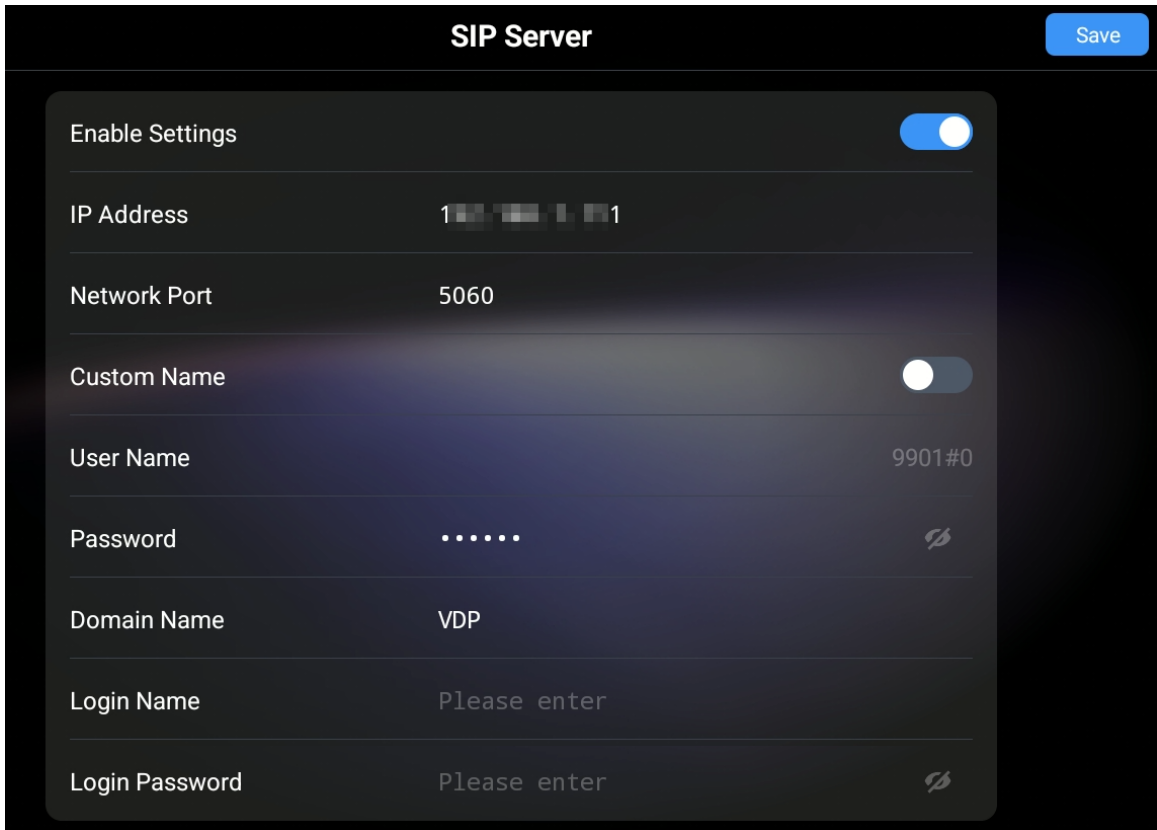 SIP Server
Save
Enable Settings
IP Address
Network Port 5060
Custom Name
User Name 9901#0
Password ••••••
Domain Name VDP
Login Name Please enter
Login Password Please enter